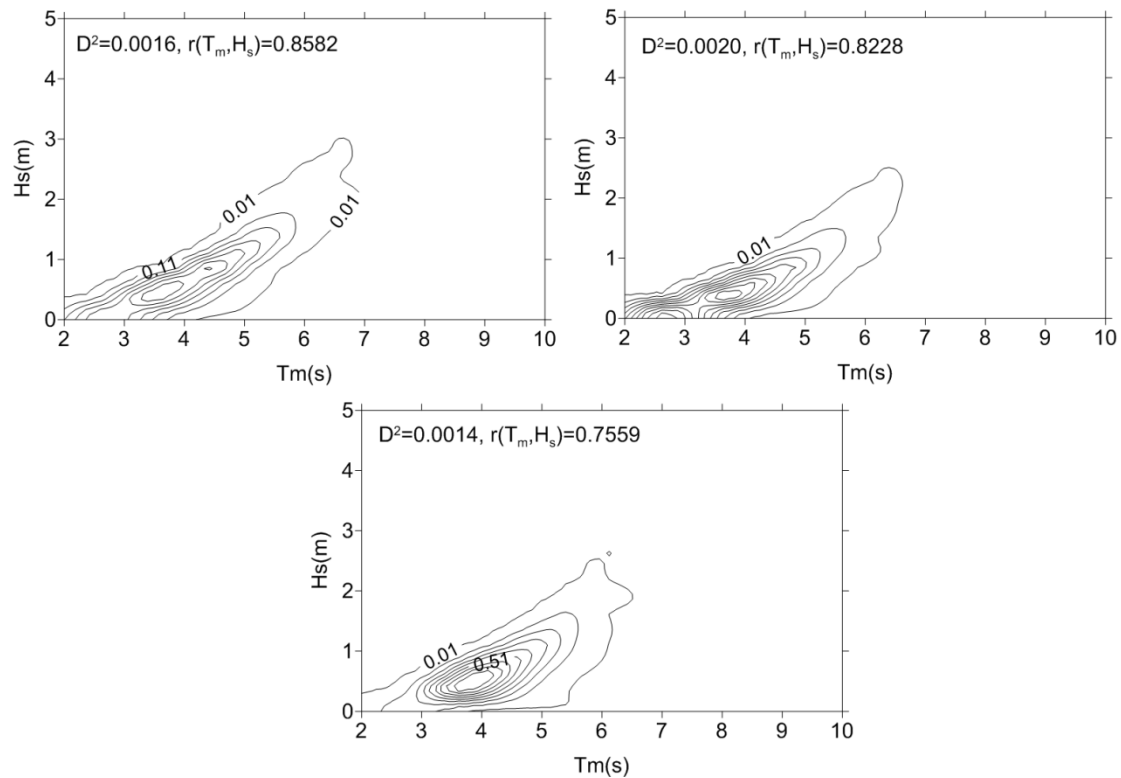 D²=0.0016, r(Tₘ,Hₛ)=0.8582
5
4
3
2
1
0
Hs(m)
0.01
0.01
0.11
2 3 4 5 6 7 8 9 10
Tm(s)
D²=0.0020, r(Tₘ,Hₛ)=0.8228
5
4
3
2
1
0
Hs(m)
0.01
2 3 4 5 6 7 8 9 10
Tm(s)
D²=0.0014, r(Tₘ,Hₛ)=0.7559
5
4
3
2
1
0
Hs(m)
0.01
0.51
2 3 4 5 6 7 8 9 10
Tm(s)